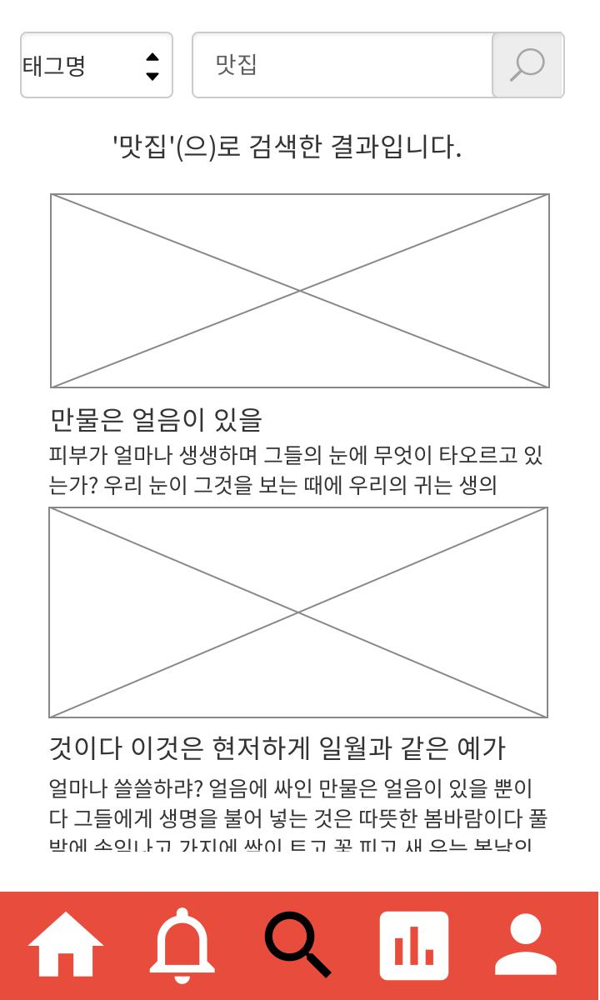 태그명
맛집
'맛집'(으)로 검색한 결과입니다.
만물은 얼음이 있을
피부가 얼마나 생생하며 그들의 눈에 무엇이 타오르고 있
는가? 우리 눈이 그것을 보는 때에 우리의 귀는 생의
것이다 이것은 현저하게 일월과 같은 예가
얼마나 쓸쓸하랴? 얼음에 싸인 만물은 얼음이 있을 뿐이
다 그들에게 생명을 불어 넣는 것은 따뜻한 봄바람이다 풀
밭에 속잎나고 가지에 싹이 트고 꽃 피고 새 우는 봄날의